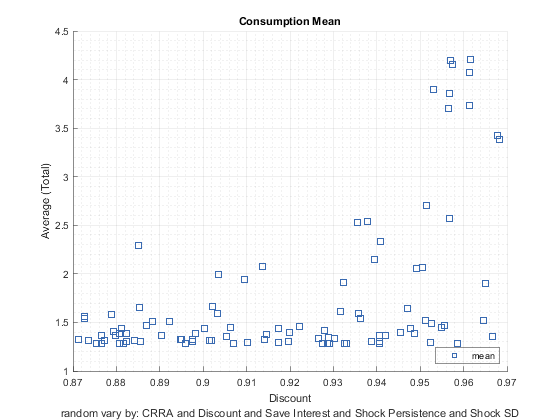 Consumption Mean
4.5
4
3.5
3
2.5
2
1.5
1
Average (Total)
0.87 0.88 0.89 0.9 0.91 0.92 0.93 0.94 0.95 0.96 0.97
mean
Discount
random vary by: CRRA and Discount and Save Interest and Shock Persistence and Shock SD